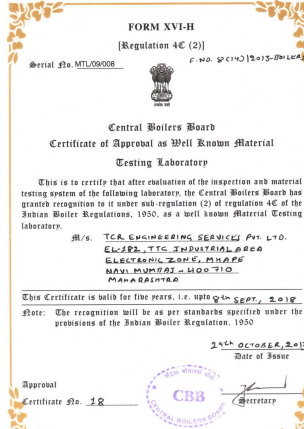 FORM XVI-H
[Regulation 4C (2)]
Serial No. MTL/09/008
F. NO. 8(14)/2013-BOILERS
Central Boilers Board
Certificate of Approval as Well Known Material
Testing Laboratory
This is to certify that after evaluation of the inspection and material
testing system of the following laboratory, the Central Boilers Board has
granted recognition to it under sub-regulation (2) of regulation 4C of the
Indian Boiler Regulations, 1950, as a well known Material Testing
laboratory.
M/s. TCR ENGINEERING SERVICES PVT. LTD.
EL-182, TTC INDUSTRIAL AREA
ELECTRONIC ZONE, MHAPE
NAVI MUMBAI - 400710
MAHARASHTRA
This Certificate is valid for five years, i.e. upto 8th SEPT., 2018
Note: The recognition will be as per standards specified under the
provisions of the Indian Boiler Regulation, 1950
29th OCTOBER, 2013
Date of Issue
Approval
Certificate No. 18
CBB
CENTRAL BOILERS BOARD
Secretary